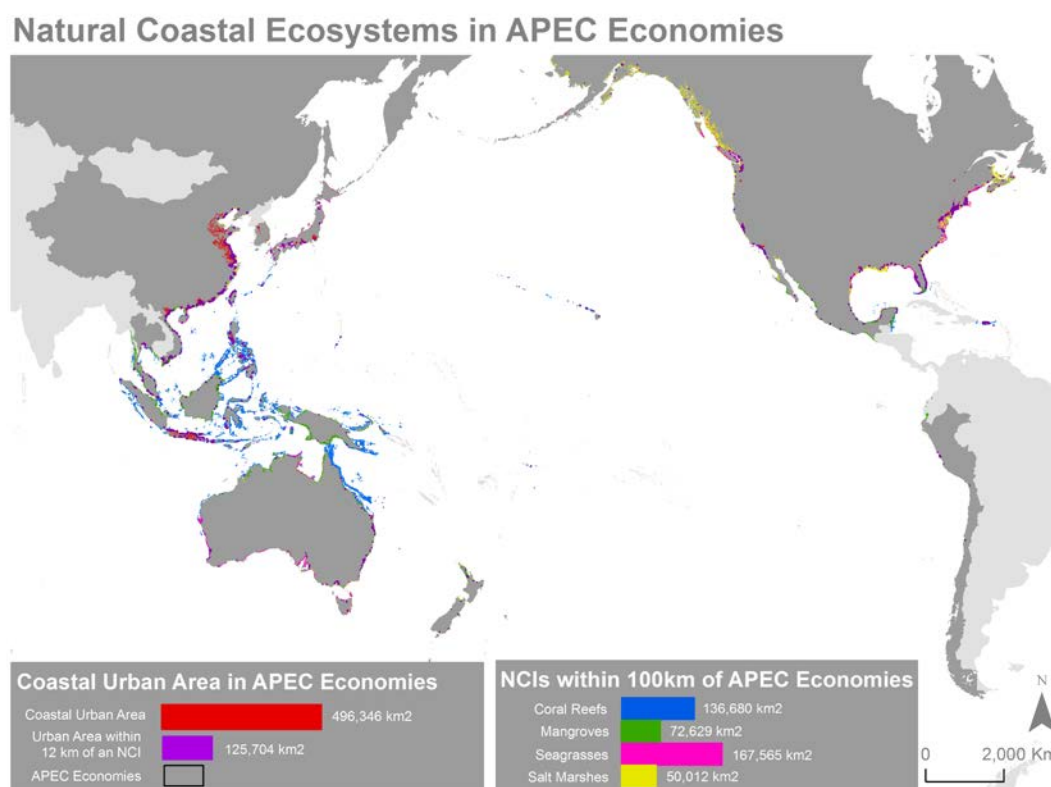 Natural Coastal Ecosystems in APEC Economies
Coastal Urban Area in APEC Economies
Coastal Urban Area
496,346 km2
Urban Area within
12 km of an NCI
125,704 km2
APEC Economies
NCIs within 100km of APEC Economies
Coral Reefs
136,680 km2
Mangroves
72,629 km2
Seagrasses
167,565 km2
Salt Marshes
50,012 km2
N
0
2,000 Km